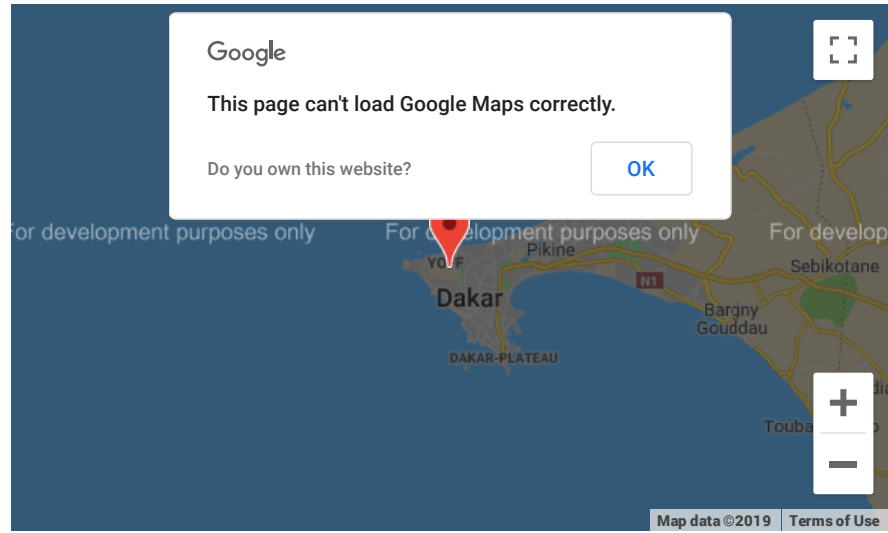 Google
This page can't load Google Maps correctly.
Do you own this website?
OK
For development purposes only
For development purposes only
For develop
YOFF
Pikine
Sebikotane
N1
Dakar
Bargny
Gouddau
DAKAR-PLATEAU
Touba
Map data ©2019
Terms of Use